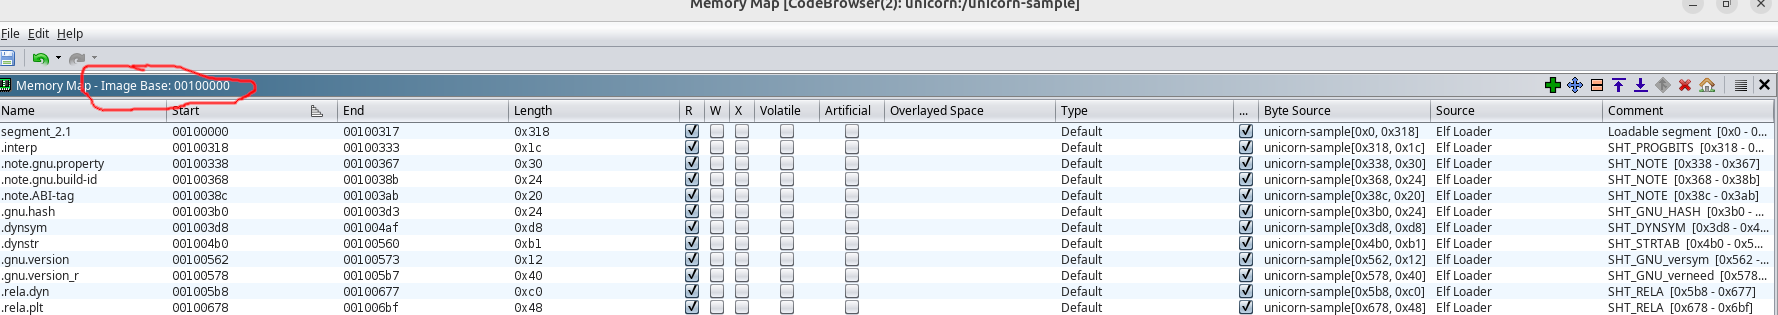 Memory Map [CodeBrowser(2): unicorn:/unicorn-sample]
File Edit Help
Memory Map - Image Base: 00100000
Name Start End Length R W X Volatile Artificial Overlayed Space Type ... Byte Source Source Comment
segment_2.1 00100000 00100317 0x318 Default unicorn-sample[0x0, 0x318] Elf Loader Loadable segment [0x0 - 0...
.interp 00100318 00100333 0x1c Default unicorn-sample[0x318, 0x1c] Elf Loader SHT_PROGBITS [0x318 - 0...
.note.gnu.property 00100338 00100367 0x30 Default unicorn-sample[0x338, 0x30] Elf Loader SHT_NOTE [0x338 - 0x367]
.note.gnu.build-id 00100368 0010038b 0x24 Default unicorn-sample[0x368, 0x24] Elf Loader SHT_NOTE [0x368 - 0x38b]
.note.ABI-tag 0010038c 001003ab 0x20 Default unicorn-sample[0x38c, 0x20] Elf Loader SHT_NOTE [0x38c - 0x3ab]
.gnu.hash 001003b0 001003d3 0x24 Default unicorn-sample[0x3b0, 0x24] Elf Loader SHT_GNU_HASH [0x3b0 - ...
.dynsym 001003d8 001004af 0xd8 Default unicorn-sample[0x3d8, 0xd8] Elf Loader SHT_DYNSYM [0x3d8 - 0x4...
.dynstr 001004b0 00100560 0xb1 Default unicorn-sample[0x4b0, 0xb1] Elf Loader SHT_STRTAB [0x4b0 - 0x5...
.gnu.version 00100562 00100573 0x12 Default unicorn-sample[0x562, 0x12] Elf Loader SHT_GNU_versym [0x562 -...
.gnu.version_r 00100578 001005b7 0x40 Default unicorn-sample[0x578, 0x40] Elf Loader SHT_GNU_verneed [0x578...
.rela.dyn 001005b8 00100677 0xc0 Default unicorn-sample[0x5b8, 0xc0] Elf Loader SHT_RELA [0x5b8 - 0x677]
.rela.plt 00100678 001006bf 0x48 Default unicorn-sample[0x678, 0x48] Elf Loader SHT_RELA [0x678 - 0x6bf]